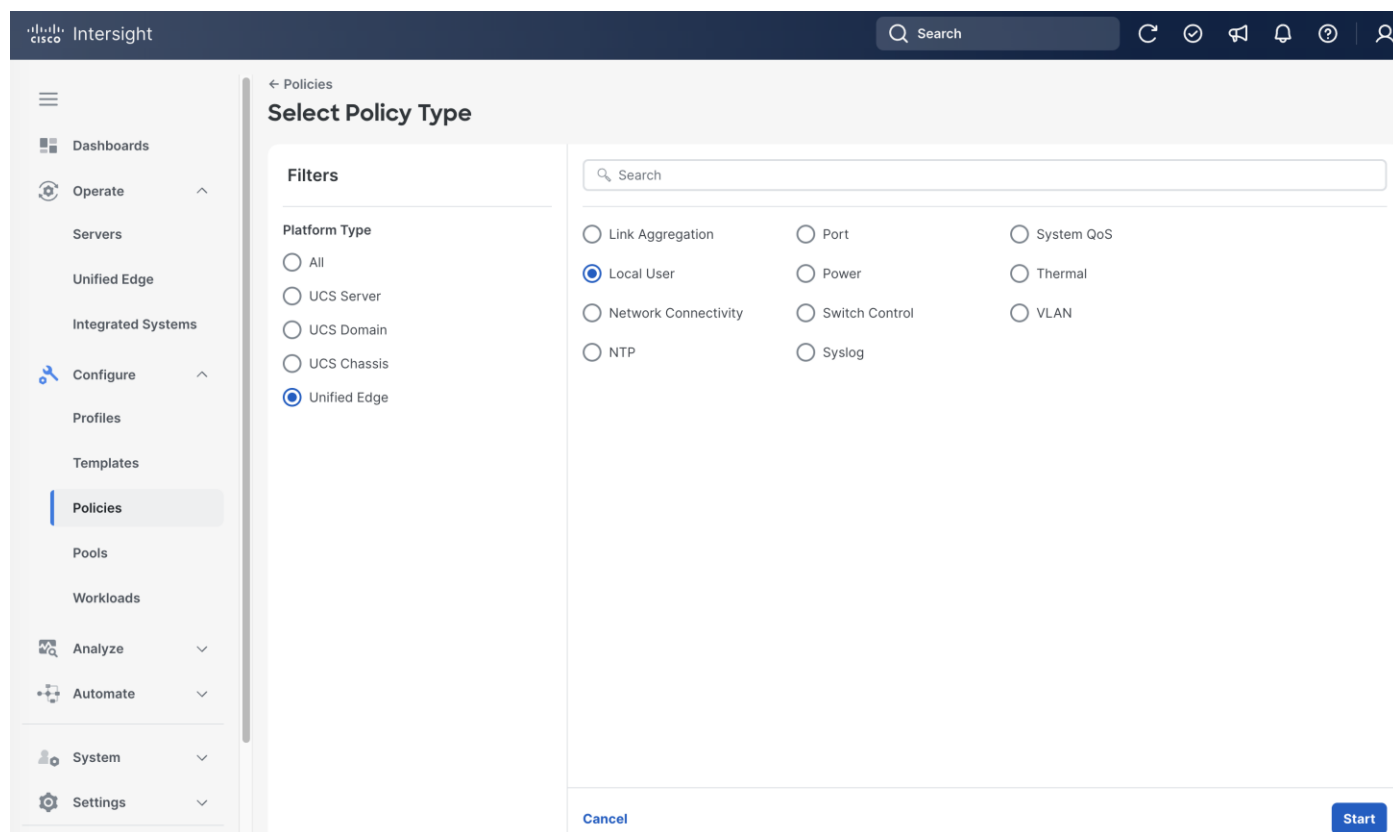 cisco Intersight
Search
← Policies
Select Policy Type
Dashboards
Operate
Servers
Unified Edge
Integrated Systems
Configure
Profiles
Templates
Policies
Pools
Workloads
Analyze
Automate
System
Settings
Filters
Platform Type
All
UCS Server
UCS Domain
UCS Chassis
Unified Edge
Search
Link Aggregation Port System QoS
Local User Power Thermal
Network Connectivity Switch Control VLAN
NTP Syslog
Cancel Start